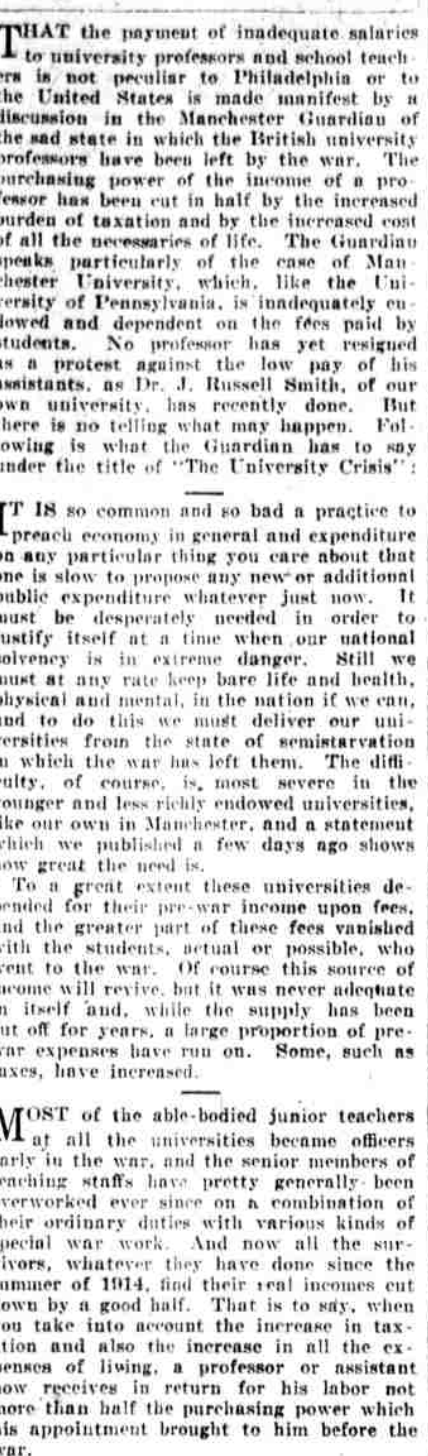 THAT the payment of inadequate salaries
to university professors and school teach-
ers is not peculiar to Philadelphia or to
the United States is made manifest by a
discussion in the Manchester Guardian of
the sad state in which the British university
professors have been left by the war. The
purchasing power of the income of a pro-
fessor has been cut in half by the increased
burden of taxation and by the increased cost
of all the necessaries of life. The Guardian
speaks particularly of the case of Man-
chester University, which, like the Uni-
versity of Pennsylvania, is inadequately en-
dowed and dependent on the fees paid by
students. No professor has yet resigned
as a protest against the low pay of his
assistants, as Dr. J. Russell Smith, of our
own university, has recently done. But
there is no telling what may happen. Fol-
lowing is what the Guardian has to say
under the title of "The University Crisis":
IT IS so common and so bad a practice to
preach economy in general and expenditure
on any particular thing you care about that
one is slow to propose any new or additional
public expenditure whatever just now. It
must be desperately needed in order to
justify itself at a time when our national
solvency is in extreme danger. Still we
must at any rate keep bare life and health,
physical and mental, in the nation if we can,
and to do this we must deliver our uni-
versities from the state of semistarvation
in which the war has left them. The diffi-
culty, of course, is, most severe in the
younger and less richly endowed universities,
like our own in Manchester, and a statement
which we published a few days ago shows
how great the need is.
To a great extent these universities de-
pended for their pre-war income upon fees,
and the greater part of these fees vanished
with the students, actual or possible, who
went to the war. Of course this source of
income will revive, but it was never adequate
in itself and, while the supply has been
cut off for years, a large proportion of pre-
war expenses have run on. Some, such as
taxes, have increased.
MOST of the able-bodied junior teachers
at all the universities became officers
early in the war, and the senior members of
teaching staffs have pretty generally been
overworked ever since on a combination of
their ordinary duties with various kinds of
special war work. And now all the sur-
vivors, whatever they have done since the
summer of 1914, find their real incomes cut
down by a good half. That is to say, when
you take into account the increase in tax-
ation and also the increase in all the ex-
penses of living, a professor or assistant
now receives in return for his labor not
more than half the purchasing power which
his appointment brought to him before the
war.